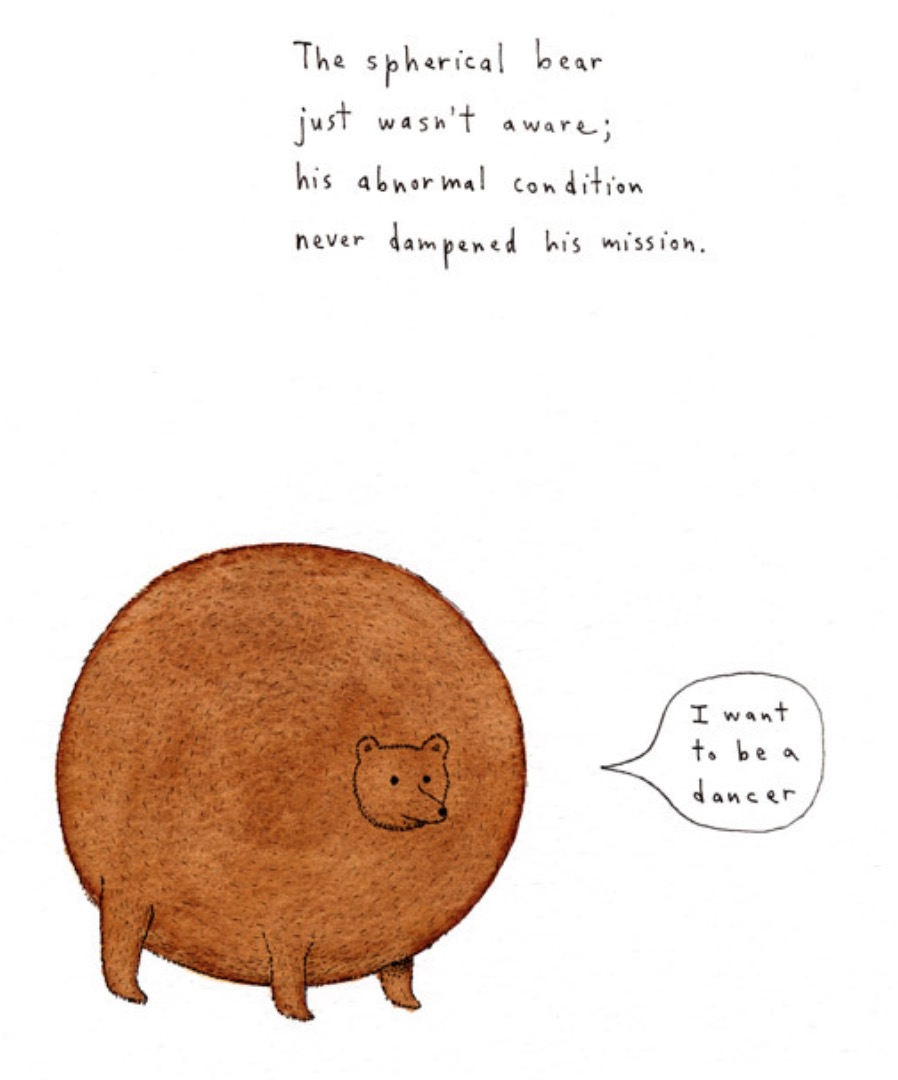 The spherical bear
just wasn't aware;
his abnormal condition
never dampened his mission.
I want
to be a
dancer